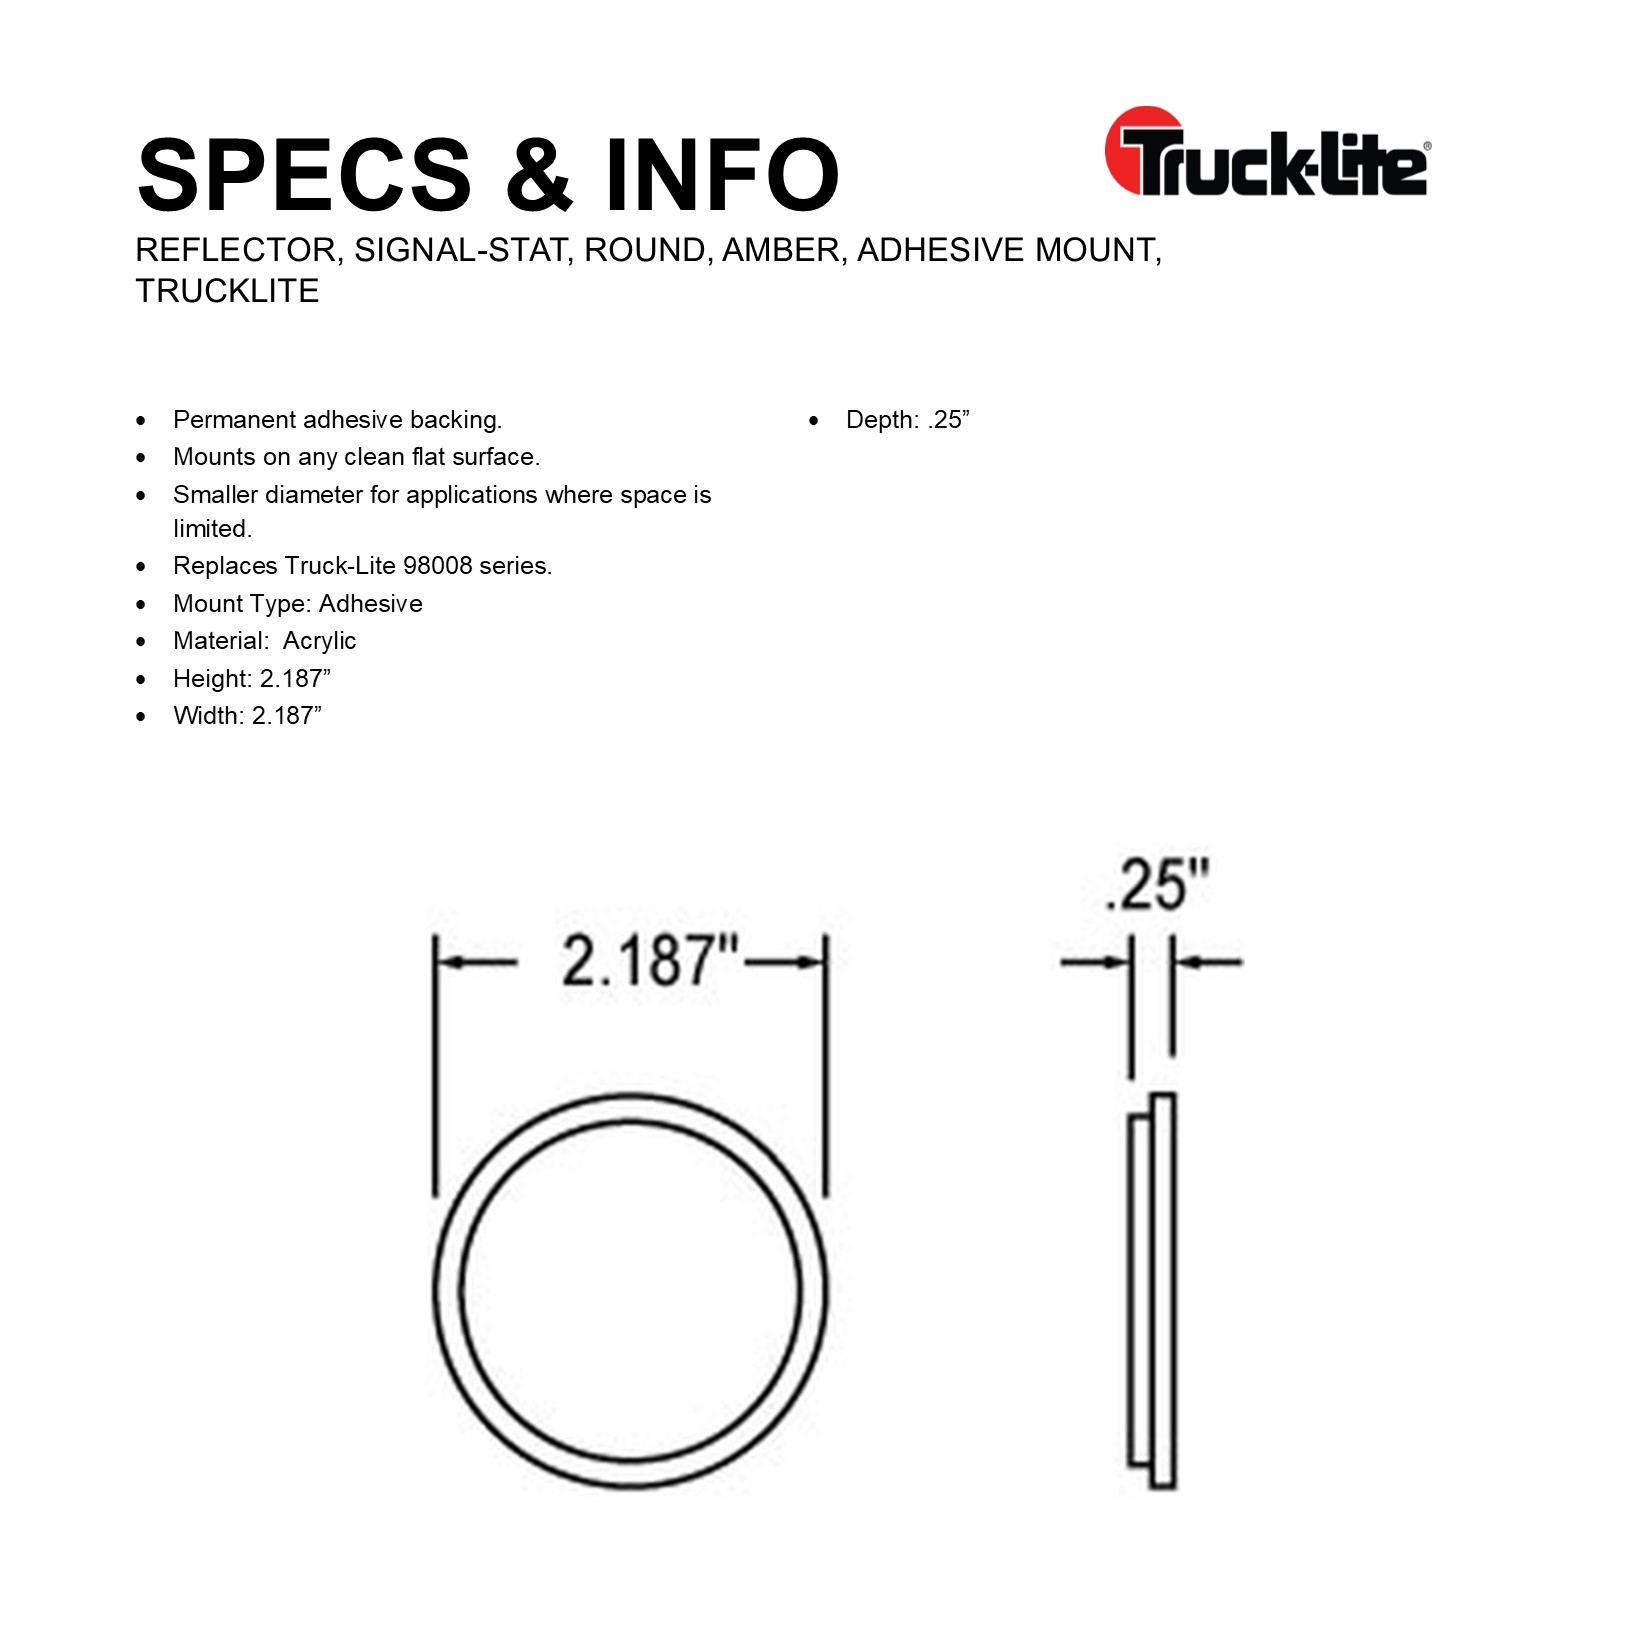 SPECS & INFO
Truck-Lite®
REFLECTOR, SIGNAL-STAT, ROUND, AMBER, ADHESIVE MOUNT,
TRUCKLITE
• Permanent adhesive backing.
• Mounts on any clean flat surface.
• Smaller diameter for applications where space is
limited.
• Replaces Truck-Lite 98008 series.
• Mount Type: Adhesive
• Material:  Acrylic
• Height: 2.187”
• Width: 2.187”
• Depth: .25”
2.187"
.25"